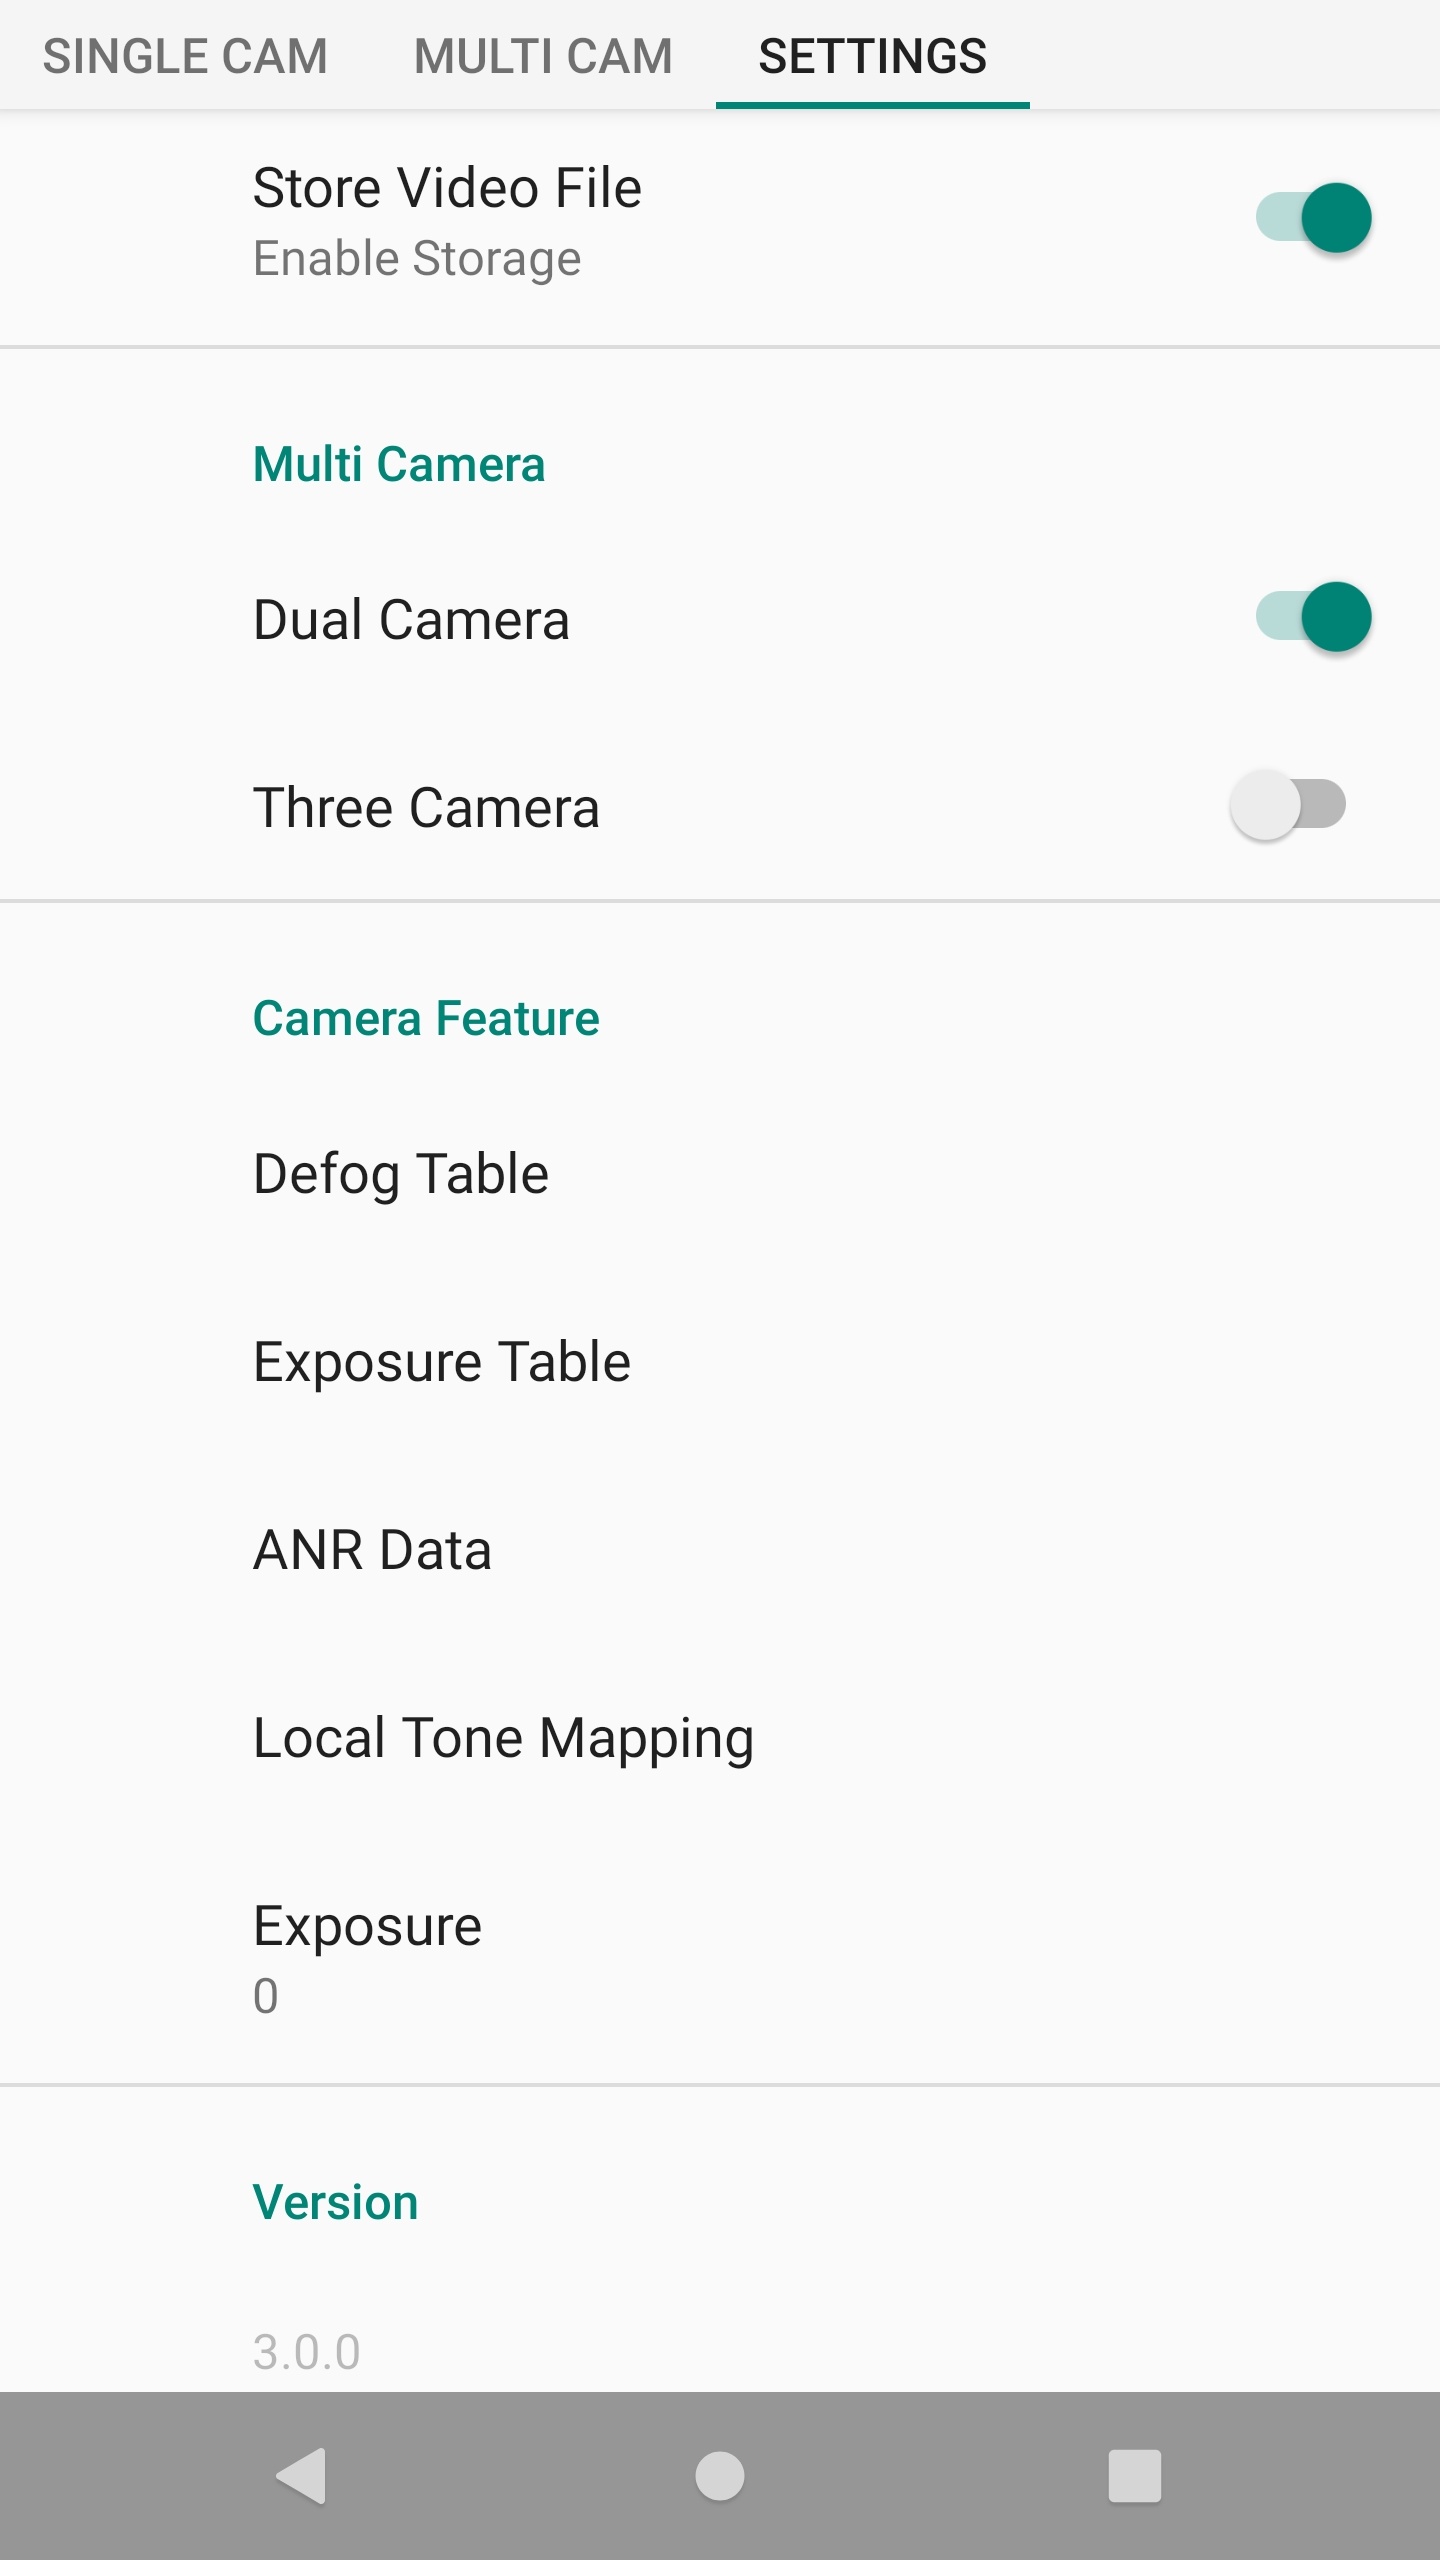 SINGLE CAM MULTI CAM SETTINGS
Store Video File
Enable Storage
Multi Camera
Dual Camera
Three Camera
Camera Feature
Defog Table
Exposure Table
ANR Data
Local Tone Mapping
Exposure
0
Version
3.0.0